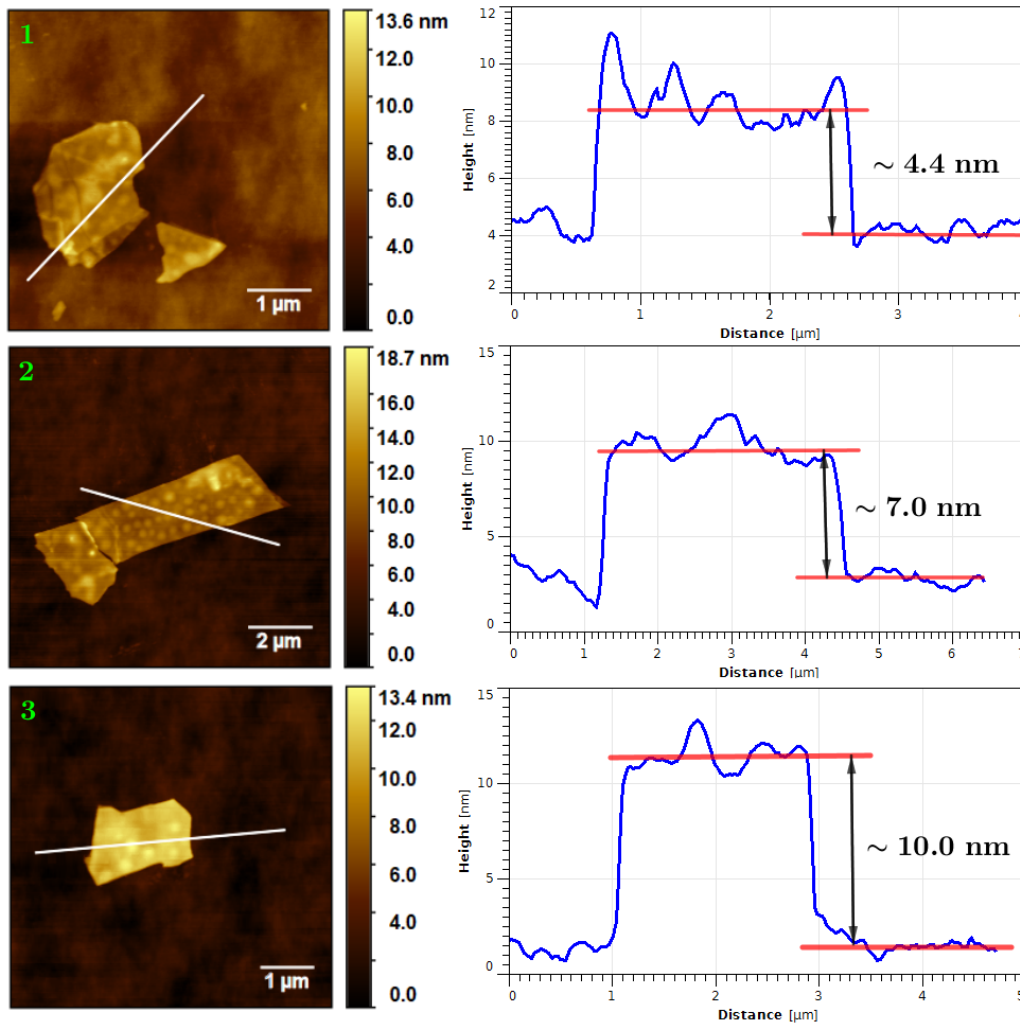 1
13.6 nm
12.0
10.0
8.0
6.0
4.0
0.0
1 µm
12
10
8
6
4
2
Height [nm]
~ 4.4 nm
0 1 2 3 4
Distance [µm]
2
18.7 nm
16.0
14.0
12.0
10.0
8.0
6.0
4.0
0.0
2 µm
15
10
5
0
Height [nm]
~ 7.0 nm
0 1 2 3 4 5 6 7
Distance [µm]
3
13.4 nm
12.0
10.0
8.0
6.0
4.0
0.0
1 µm
15
10
5
0
Height [nm]
~ 10.0 nm
0 1 2 3 4 5
Distance [µm]